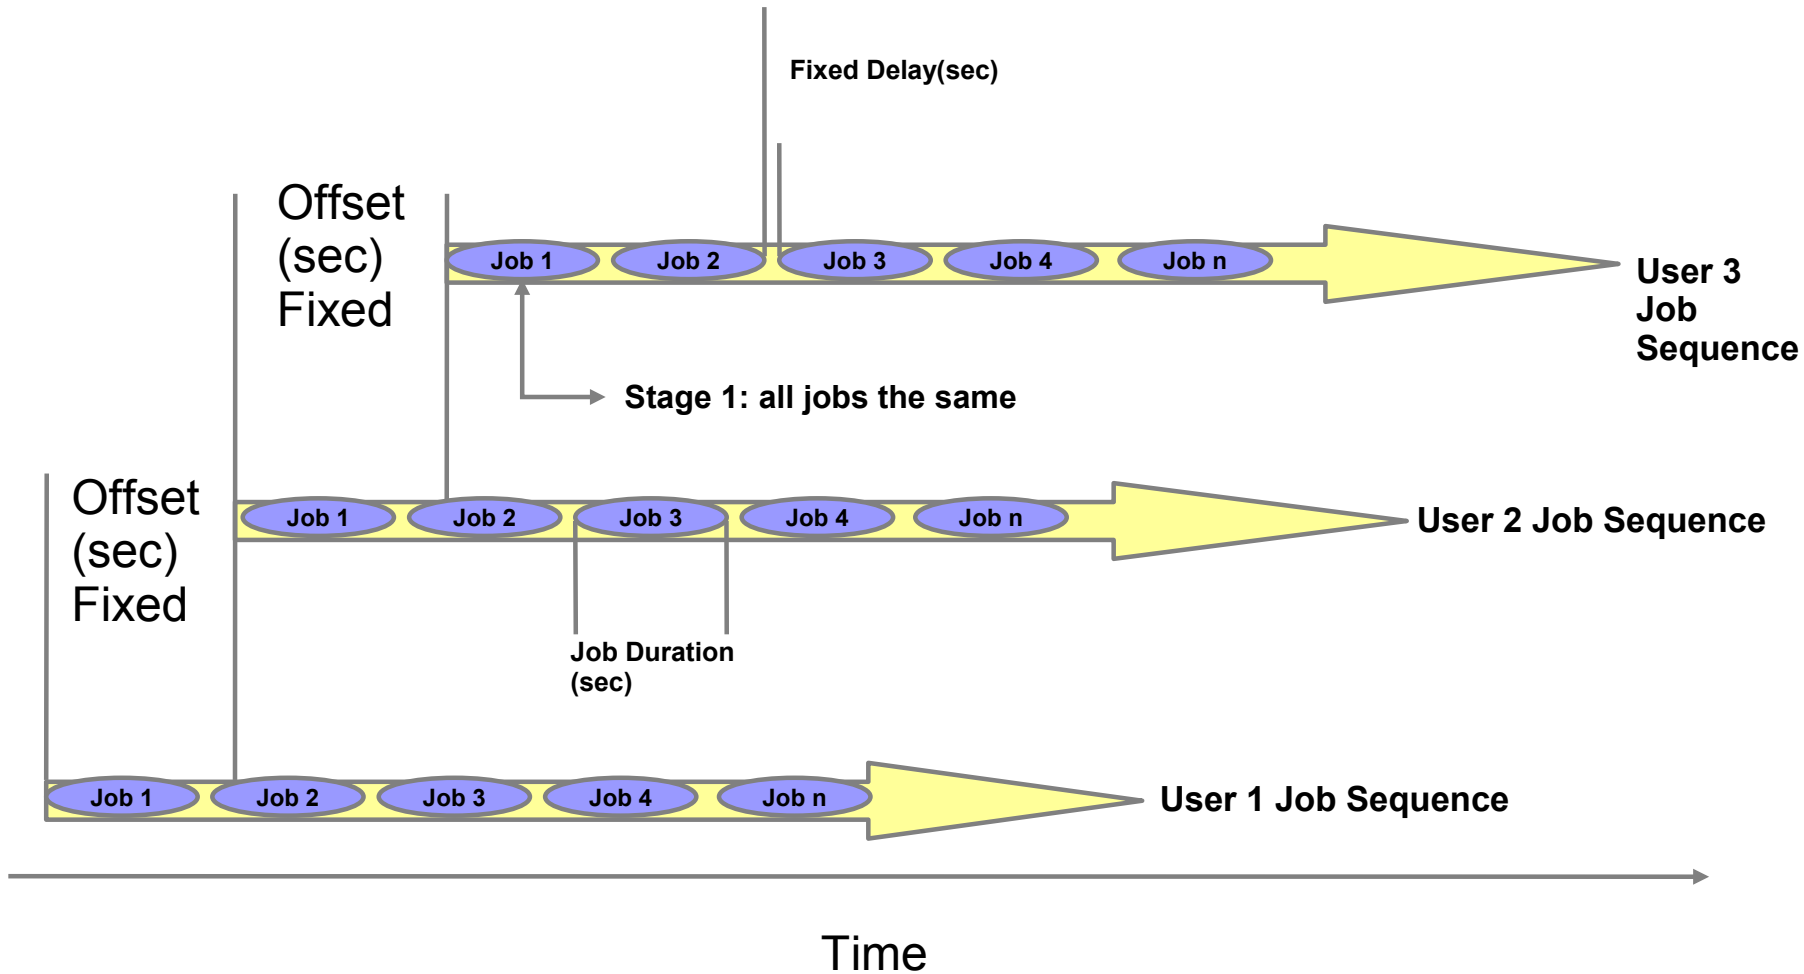 Fixed Delay(sec)
Offset
(sec)
Fixed
Job 1
Job 2
Job 3
Job 4
Job n
User 3
Job
Sequence
Stage 1: all jobs the same
Offset
(sec)
Fixed
Job 1
Job 2
Job 3
Job 4
Job n
User 2 Job Sequence
Job Duration
(sec)
Job 1
Job 2
Job 3
Job 4
Job n
User 1 Job Sequence
Time